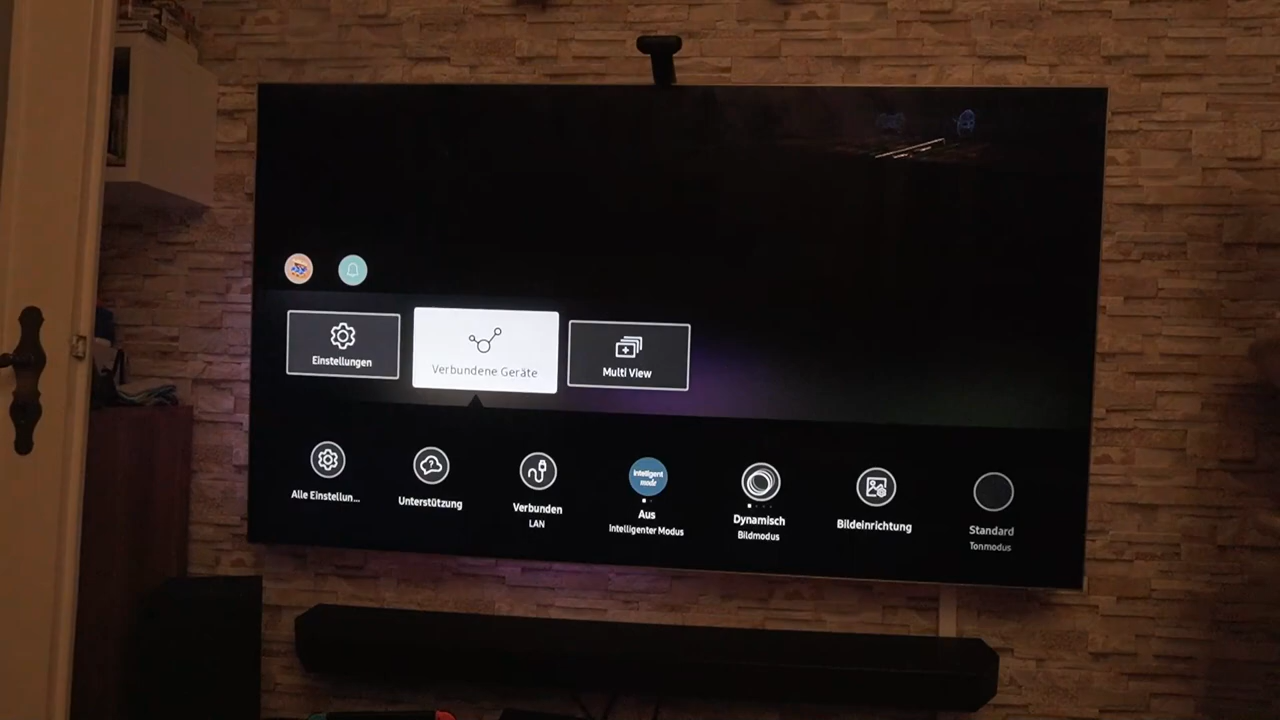 Einstellungen
Verbundene Geräte
Multi View
Alle Einstellun...
Unterstützung
Verbunden
LAN
intelligent
mode
Aus
Intelligenter Modus
Dynamisch
Bildmodus
Bildeinrichtung
Standard
Tonmodus